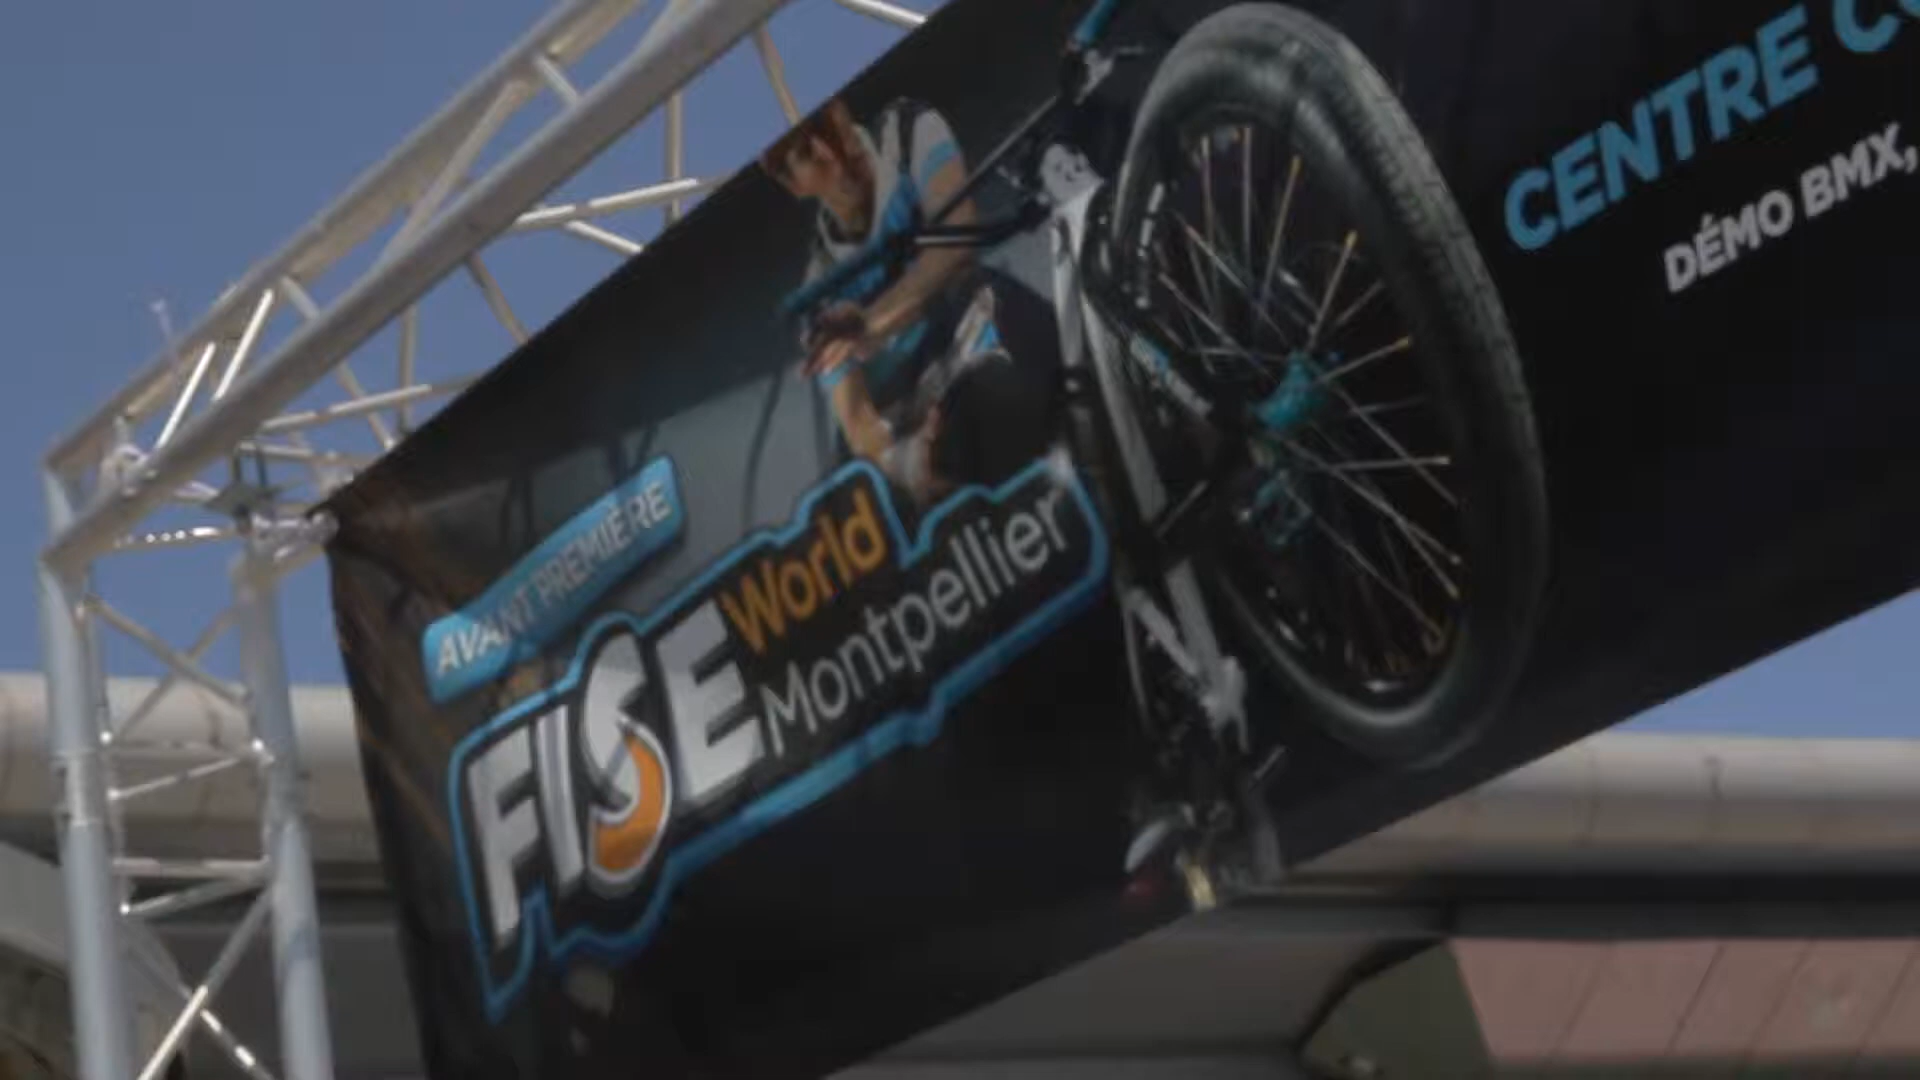 AVANT PREMIÈRE
FISE World
Montpellier
CENTRE
DÉMO BMX,